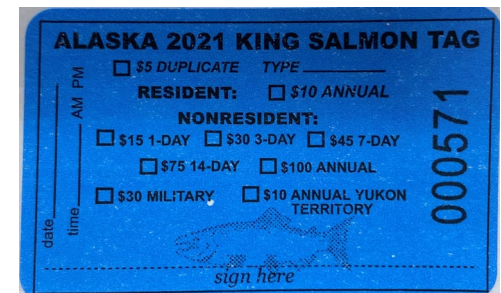 ALASKA 2021 KING SALMON TAG
$5 DUPLICATE TYPE
RESIDENT: $10 ANNUAL
NONRESIDENT:
$15 1-DAY $30 3-DAY $45 7-DAY
$75 14-DAY $100 ANNUAL
$30 MILITARY $10 ANNUAL YUKON
TERRITORY
date
time AM PM
000571
sign here